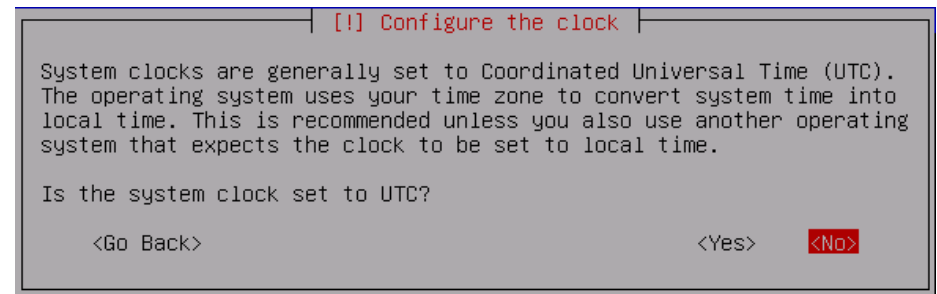 [!] Configure the clock
System clocks are generally set to Coordinated Universal Time (UTC).
The operating system uses your time zone to convert system time into
local time. This is recommended unless you also use another operating
system that expects the clock to be set to local time.
Is the system clock set to UTC?
<Go Back> <Yes> <No>